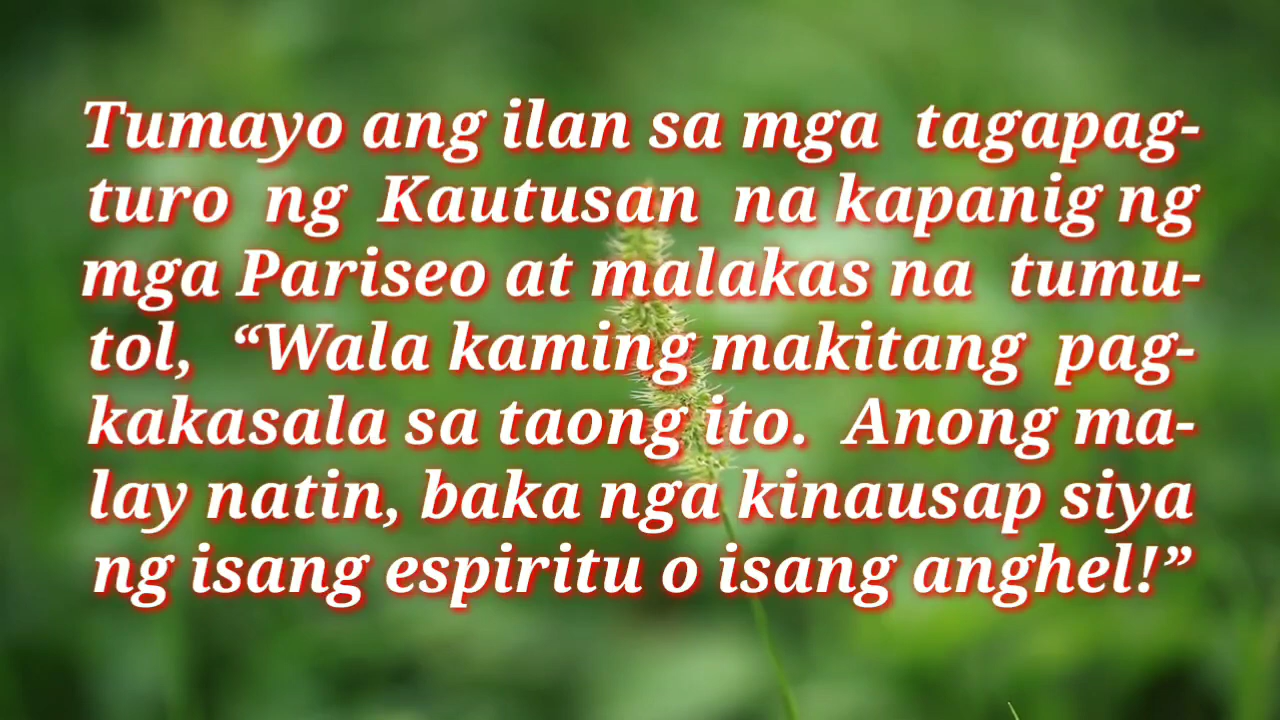 Tumayo ang ilan sa mga tagapag-
turo ng Kautusan na kapanig ng
mga Pariseo at malakas na tumu-
tol, “Wala kaming makitang pag-
kakasala sa taong ito. Anong ma-
lay natin, baka nga kinausap siya
ng isang espiritu o isang anghel!”